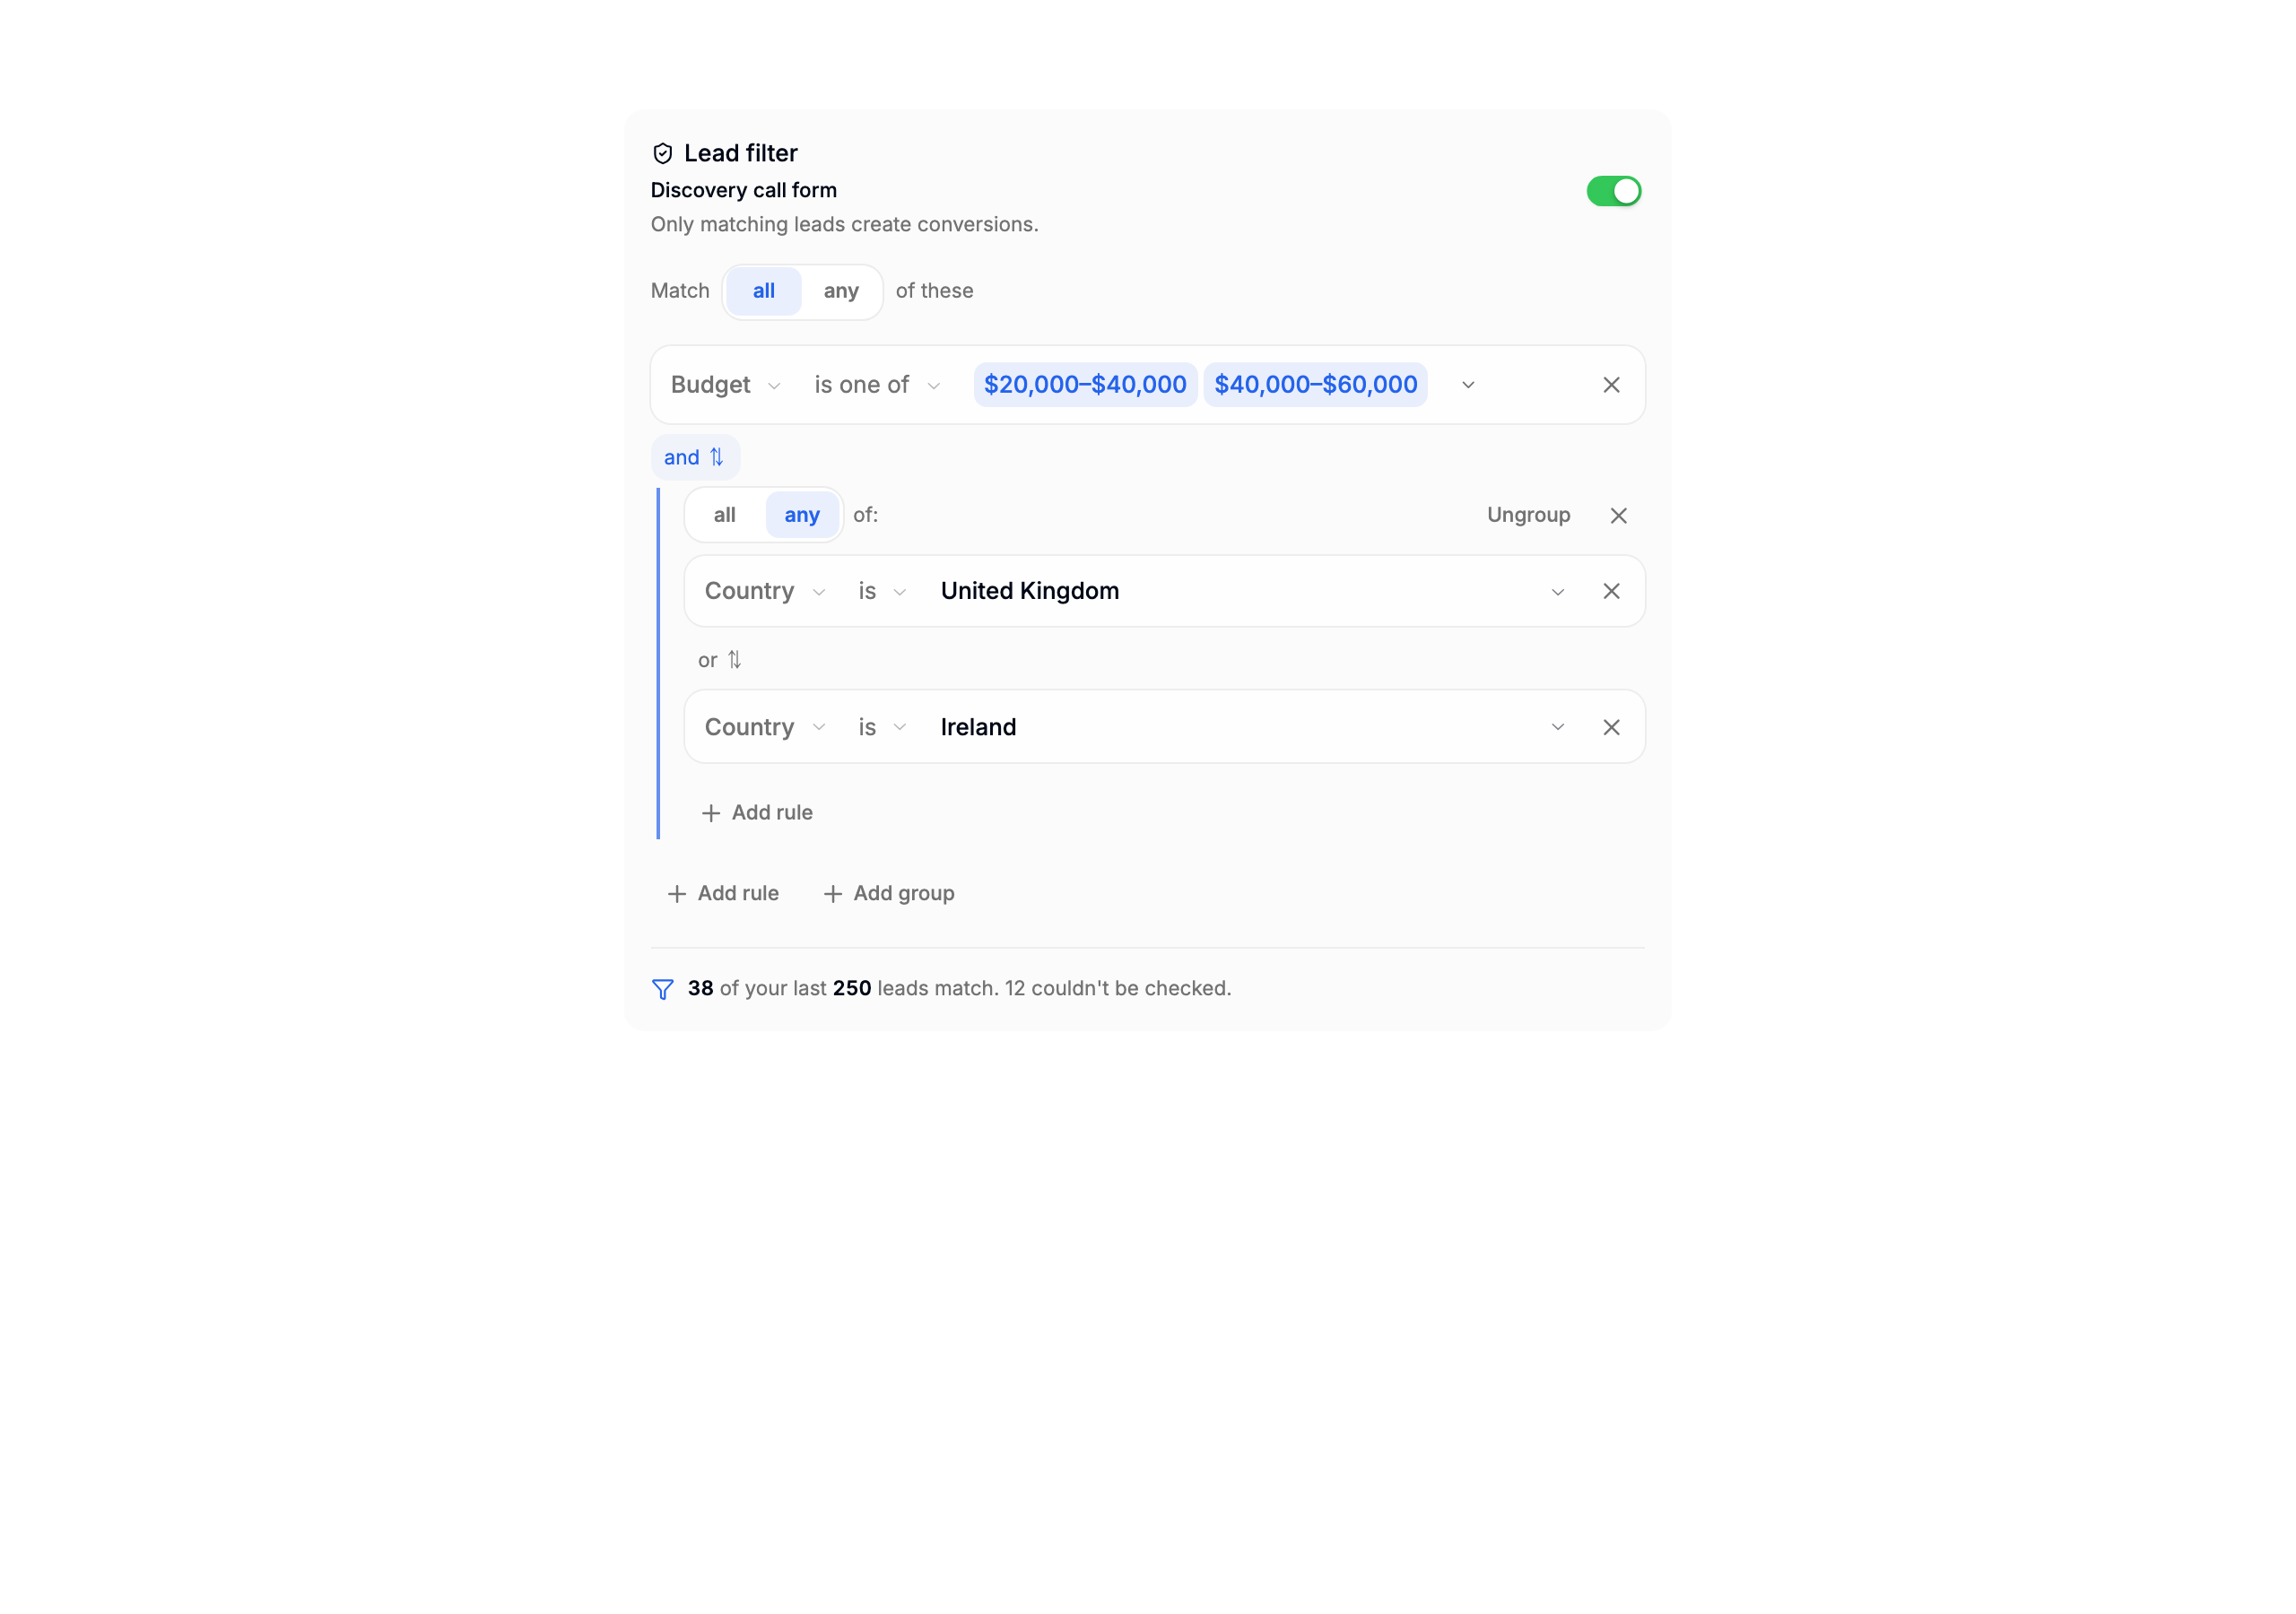 Lead filter
Discovery call form
Only matching leads create conversions.
Match all any of these
Budget is one of $20,000–$40,000 $40,000–$60,000
and
all any of: Ungroup
Country is United Kingdom
or
Country is Ireland
Add rule
Add rule Add group
38 of your last 250 leads match. 12 couldn't be checked.